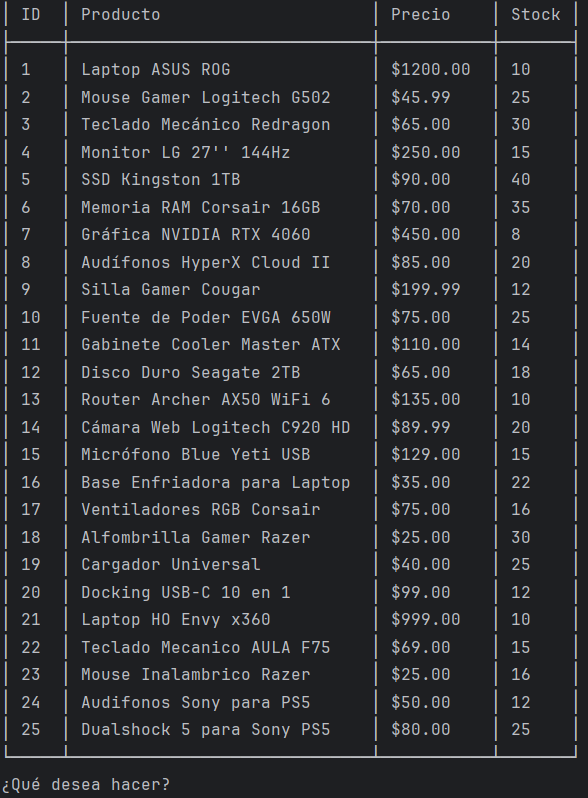 ID Producto Precio Stock
1 Laptop ASUS ROG $1200.00 10
2 Mouse Gamer Logitech G502 $45.99 25
3 Teclado Mecánico Redragon $65.00 30
4 Monitor LG 27'' 144Hz $250.00 15
5 SSD Kingston 1TB $90.00 40
6 Memoria RAM Corsair 16GB $70.00 35
7 Gráfica NVIDIA RTX 4060 $450.00 8
8 Audífonos HyperX Cloud II $85.00 20
9 Silla Gamer Cougar $199.99 12
10 Fuente de Poder EVGA 650W $75.00 25
11 Gabinete Cooler Master ATX $110.00 14
12 Disco Duro Seagate 2TB $65.00 18
13 Router Archer AX50 WiFi 6 $135.00 10
14 Cámara Web Logitech C920 HD $89.99 20
15 Micrófono Blue Yeti USB $129.00 15
16 Base Enfriadora para Laptop $35.00 22
17 Ventiladores RGB Corsair $75.00 16
18 Alfombrilla Gamer Razer $25.00 30
19 Cargador Universal $40.00 25
20 Docking USB-C 10 en 1 $99.00 12
21 Laptop HO Envy x360 $999.00 10
22 Teclado Mecanico AULA F75 $69.00 15
23 Mouse Inalambrico Razer $25.00 16
24 Audifonos Sony para PS5 $50.00 12
25 Dualshock 5 para Sony PS5 $80.00 25
¿Qué desea hacer?